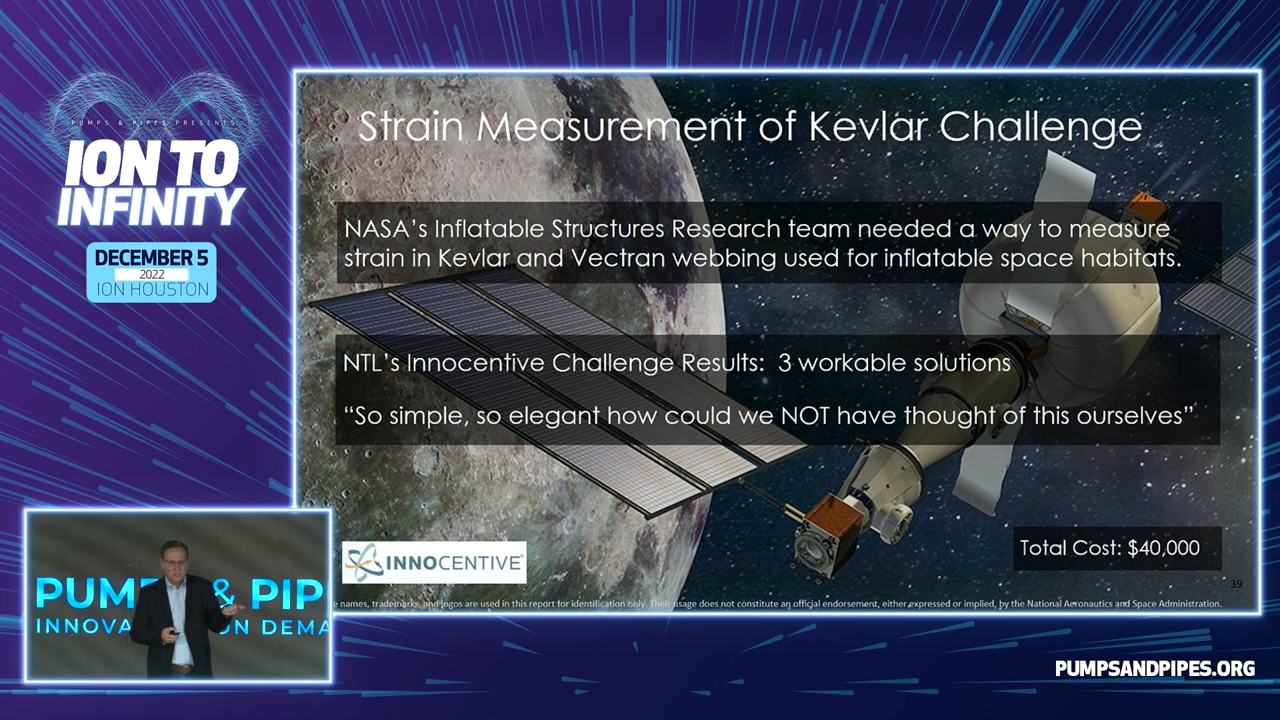 PUMPS & PIPES PRESENTS
ION TO
INFINITY
DECEMBER 5
2022
ION HOUSTON
Strain Measurement of Kevlar Challenge
NASA's Inflatable Structures Research team needed a way to measure
strain in Kevlar and Vectran webbing used for inflatable space habitats.
NTL's Innocentive Challenge Results: 3 workable solutions
“So simple, so elegant how could we NOT have thought of this ourselves”
INNOCENTIVE
Total Cost: $40,000
39
e names, trademarks, and logos are used in this report for identification only. Their usage does not constitute an official endorsement, either expressed or implied, by the National Aeronautics and Space Administration.
PUM & PIP
INNOVA ON DEMA
PUMPSANDPIPES.ORG